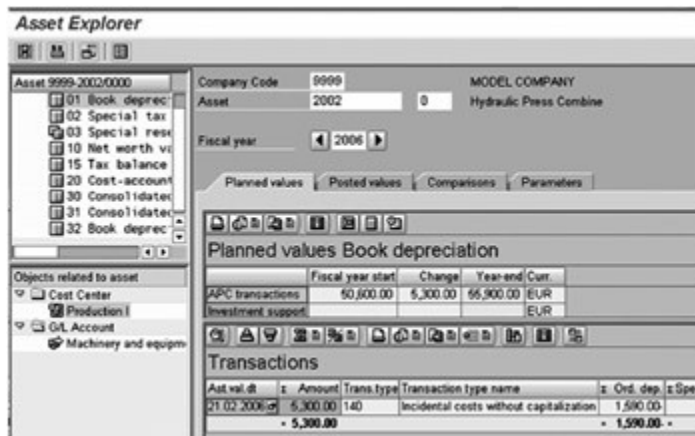 Asset Explorer
Asset 9999-2002/0000
01 Book deprec
02 Special tax
03 Special rese
10 Net worth va
15 Tax balance
20 Cost-account
30 Consolidated
31 Consolidated
32 Book deprec
Objects related to asset
Cost Center
Production I
G/L Account
Machinery and equipm
Company Code 9999 MODEL COMPANY
Asset 2002 0 Hydraulic Press Combine
Fiscal year 2006
Planned values Posted values Comparisons Parameters
Planned values Book depreciation
Fiscal year start Change Year-end Curr.
APC transactions 50,600.00 5,300.00 55,900.00 EUR
Investment support EUR
Transactions
Ast.val.dt Σ Amount Trans.type Transaction type name Σ Ord. dep. Σ Spe
21.02.2006 5,300.00 140 Incidental costs without capitalization 1,590.00-
▪ 5,300.00 ▪ 1,590.00- ▪